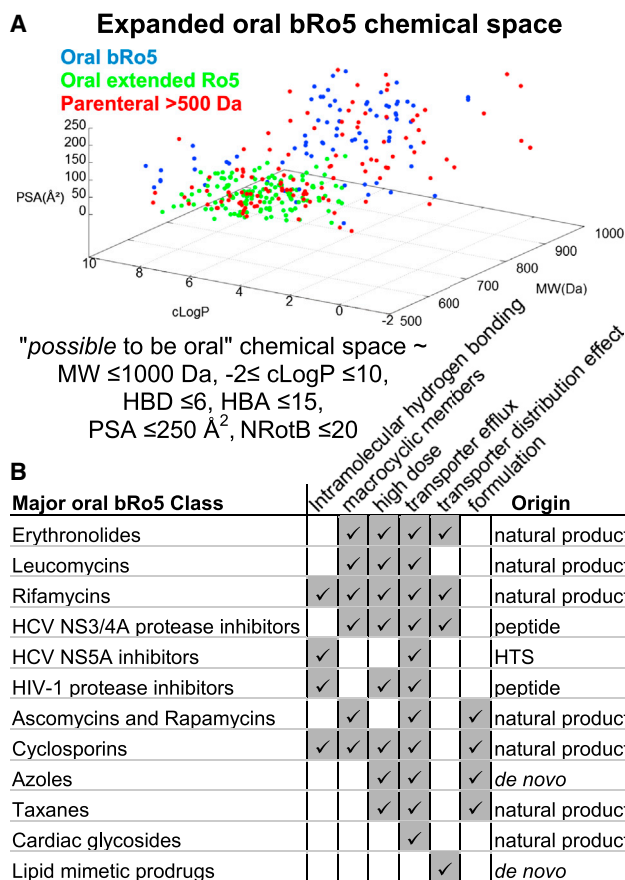 A
Expanded oral bRo5 chemical space
Oral bRo5
Oral extended Ro5
Parenteral >500 Da
250
200
150
100
50
0
PSA(Å²)
10
8
6
4
2
0
-2
cLogP
500
600
700
800
900
1000
MW(Da)
"possible to be oral" chemical space ~
MW ≤1000 Da, -2≤ cLogP ≤10,
HBD ≤6, HBA ≤15,
PSA ≤250 Å², NRotB ≤20
B
Major oral bRo5 Class
Intramolecular hydrogen bonding
macrocyclic members
high dose
transporter efflux
transporter distribution effect
formulation
Origin
Erythronolides ✓ ✓ ✓ ✓ natural product
Leucomycins ✓ ✓ ✓ natural product
Rifamycins ✓ ✓ ✓ ✓ ✓ natural product
HCV NS3/4A protease inhibitors ✓ ✓ ✓ ✓ peptide
HCV NS5A inhibitors ✓ ✓ HTS
HIV-1 protease inhibitors ✓ ✓ ✓ peptide
Ascomycins and Rapamycins ✓ ✓ ✓ natural product
Cyclosporins ✓ ✓ ✓ ✓ ✓ natural product
Azoles ✓ ✓ ✓ de novo
Taxanes ✓ ✓ ✓ natural product
Cardiac glycosides ✓ natural product
Lipid mimetic prodrugs ✓ de novo